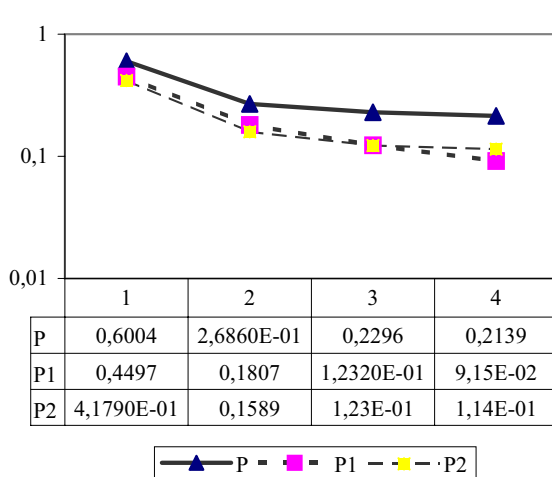 1
0,1
0,01
1 2 3 4
P 0,6004 2,6860E-01 0,2296 0,2139
P1 0,4497 0,1807 1,2320E-01 9,15E-02
P2 4,1790E-01 0,1589 1,23E-01 1,14E-01
P P1 P2